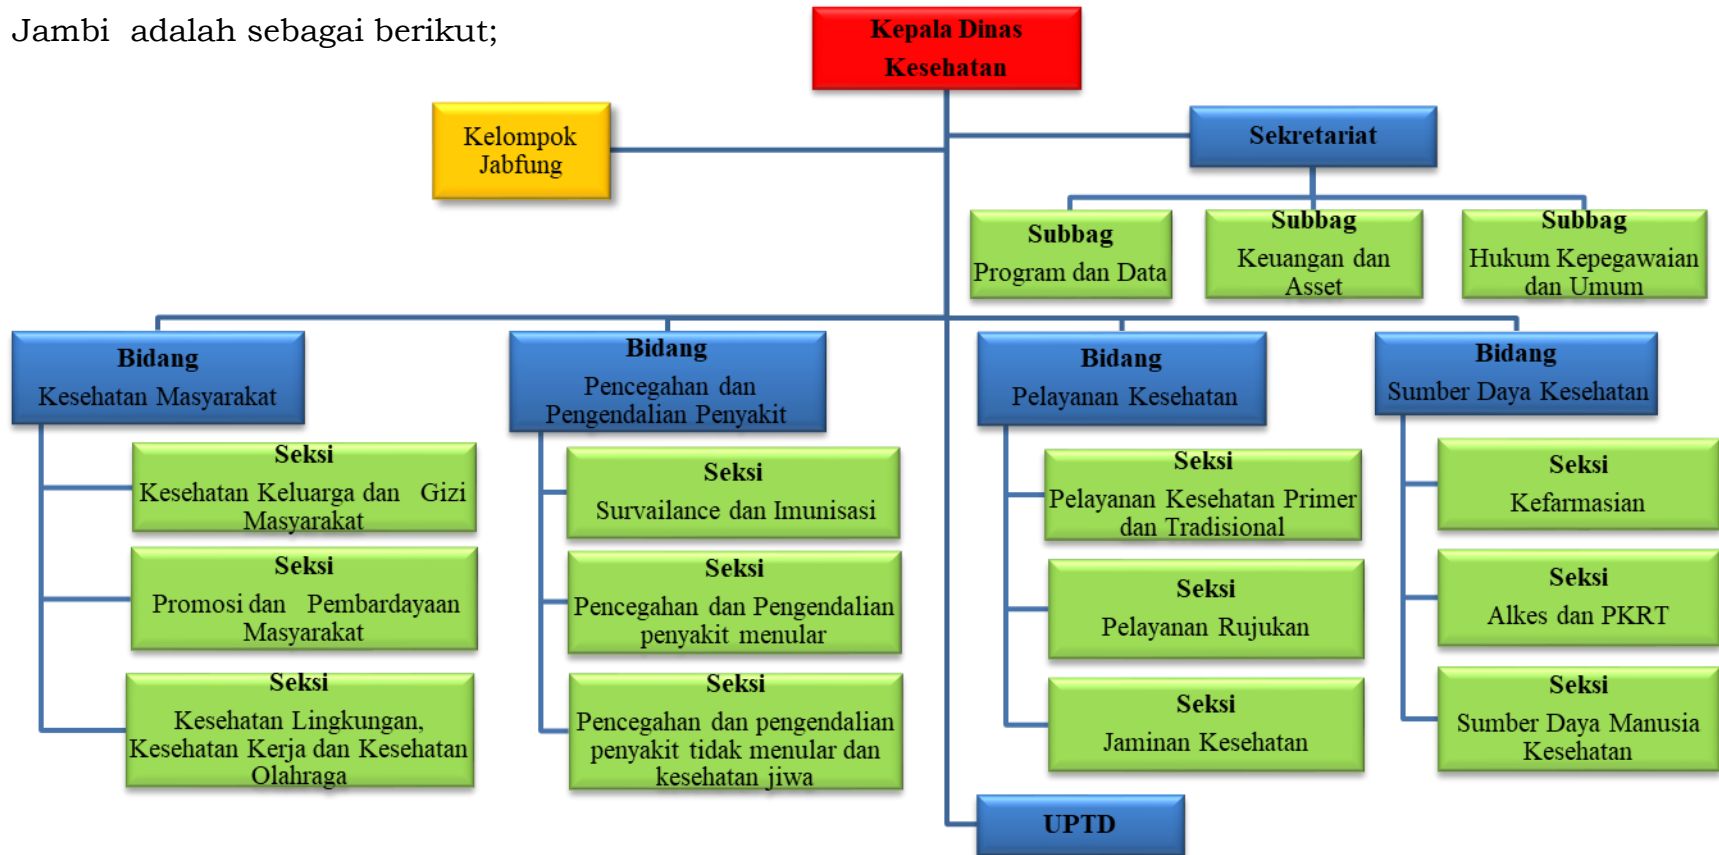 Jambi adalah sebagai berikut;
Kepala Dinas
Kesehatan
Kelompok
Jabfung
Sekretariat
Subbag
Program dan Data
Subbag
Keuangan dan
Asset
Subbag
Hukum Kepegawaian
dan Umum
Bidang
Kesehatan Masyarakat
Seksi
Kesehatan Keluarga dan Gizi
Masyarakat
Seksi
Promosi dan Pembardayaan
Masyarakat
Seksi
Kesehatan Lingkungan,
Kesehatan Kerja dan Kesehatan
Olahraga
Bidang
Pencegahan dan
Pengendalian Penyakit
Seksi
Survailance dan Imunisasi
Seksi
Pencegahan dan Pengendalian
penyakit menular
Seksi
Pencegahan dan pengendalian
penyakit tidak menular dan
kesehatan jiwa
Bidang
Pelayanan Kesehatan
Seksi
Pelayanan Kesehatan Primer
dan Tradisional
Seksi
Pelayanan Rujukan
Seksi
Jaminan Kesehatan
Bidang
Sumber Daya Kesehatan
Seksi
Kefarmasian
Seksi
Alkes dan PKRT
Seksi
Sumber Daya Manusia
Kesehatan
UPTD